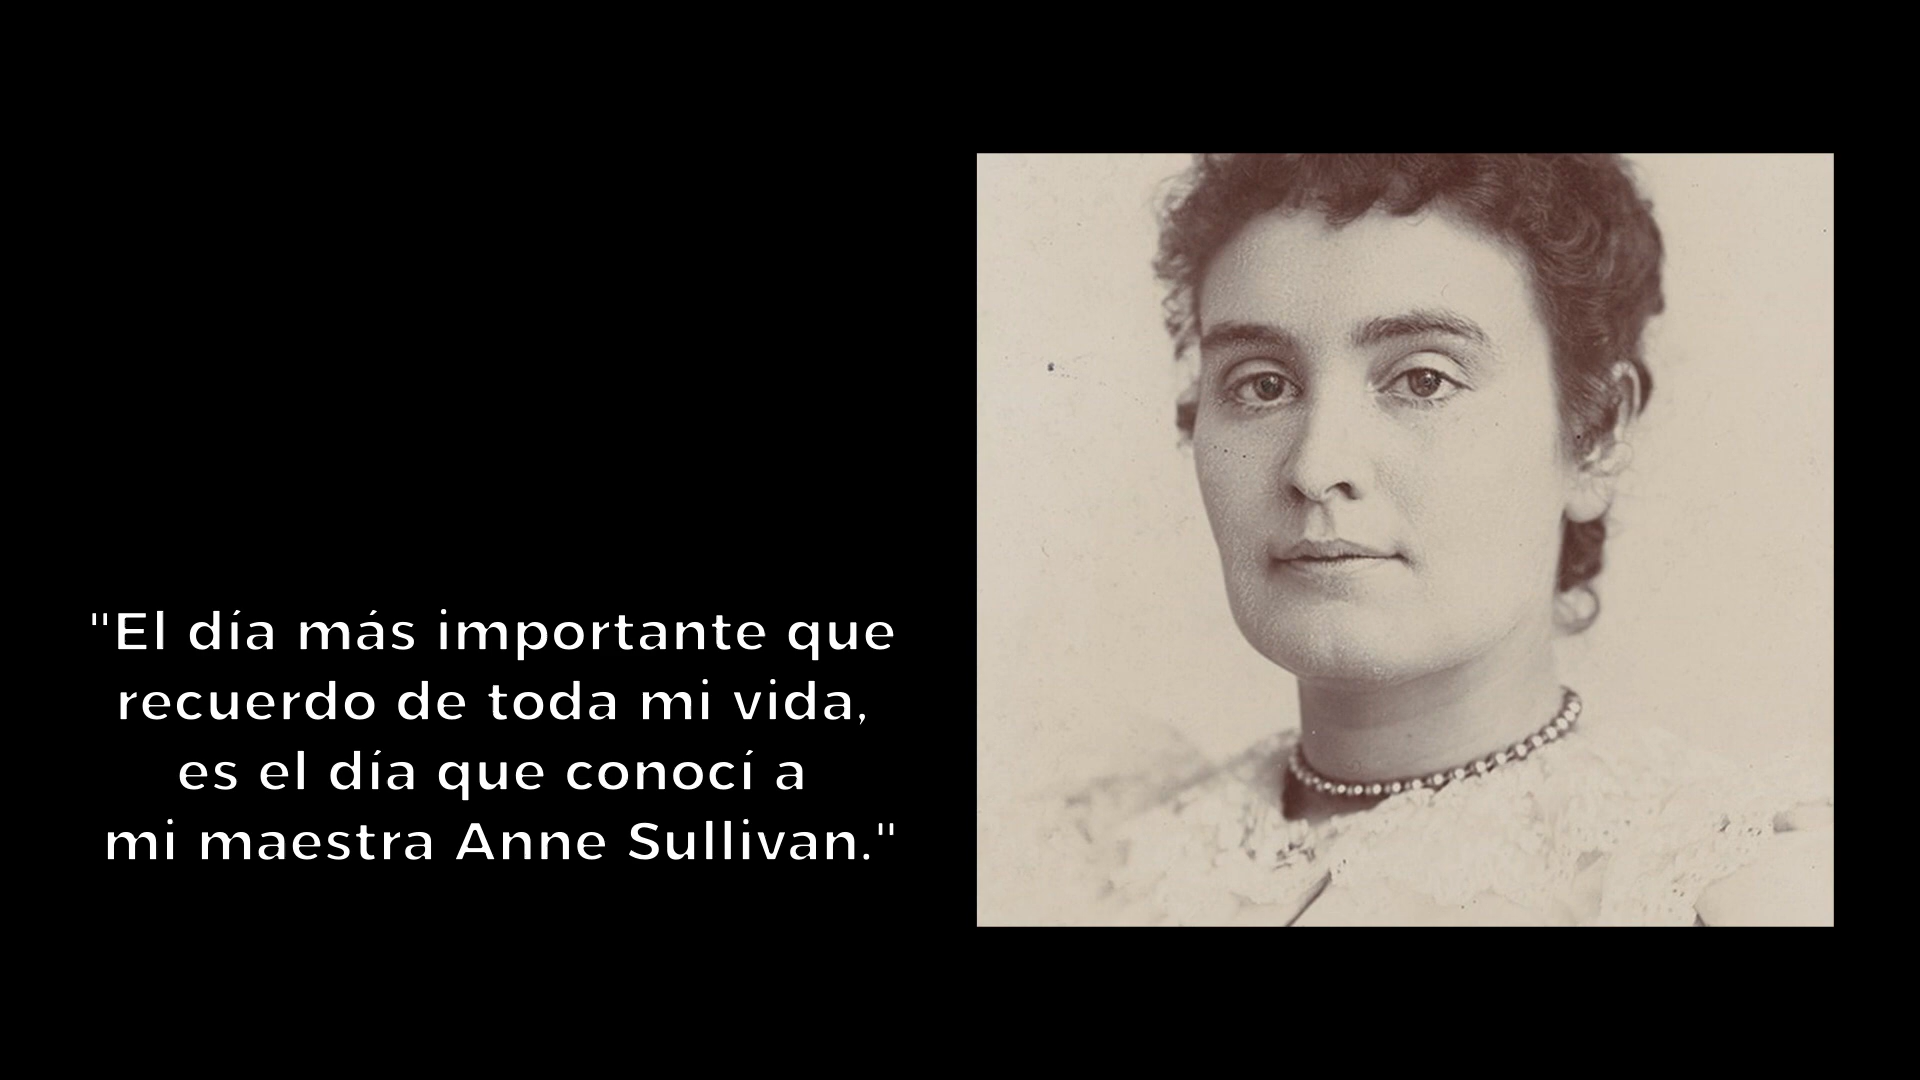 "El día más importante que
recuerdo de toda mi vida,
es el día que conocí a
mi maestra Anne Sullivan."